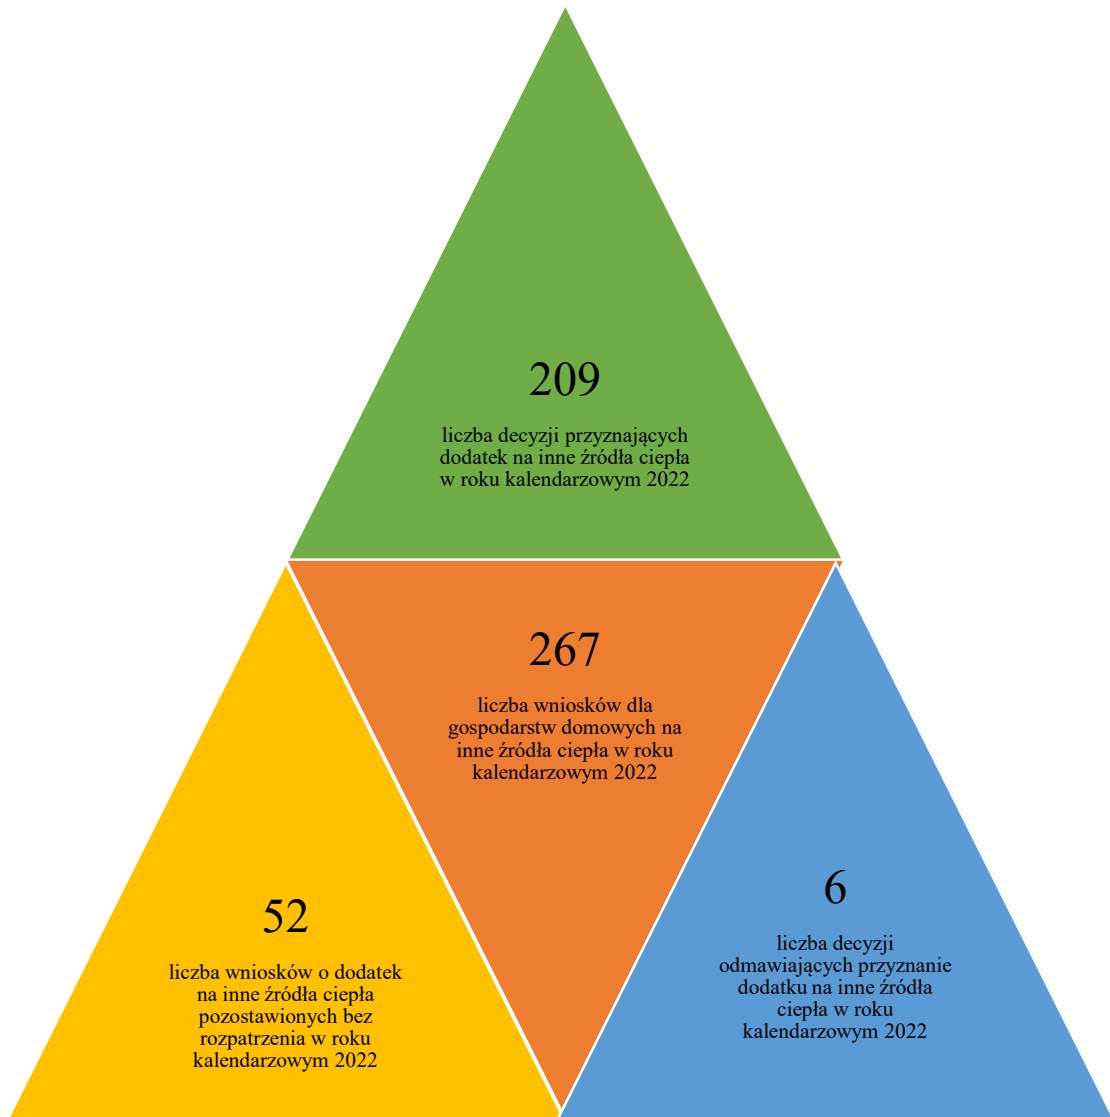 209
liczba decyzji przyznających
dodatek na inne źródła ciepła
w roku kalendarzowym 2022
267
liczba wniosków dla
gospodarstw domowych na
inne źródła ciepła w roku
kalendarzowym 2022
52
liczba wniosków o dodatek
na inne źródła ciepła
pozostawionych bez
rozpatrzenia w roku
kalendarzowym 2022
6
liczba decyzji
odmawiających przyznanie
dodatku na inne źródła
ciepła w roku
kalendarzowym 2022